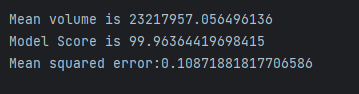 Mean volume is 23217957.056496136
Model Score is 99.96364419698415
Mean squared error:0.10871881817706586